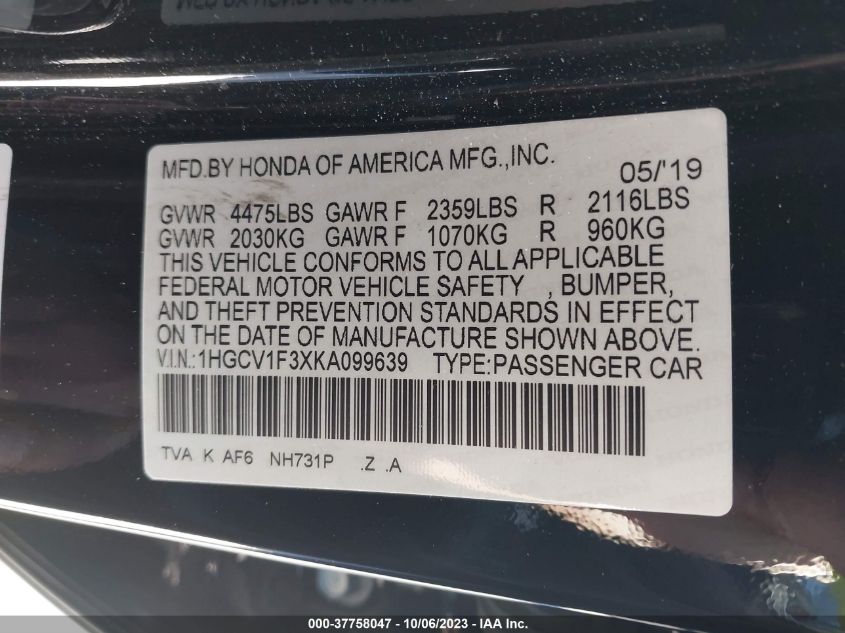 MFD.BY HONDA OF AMERICA MFG.,INC. 05/'19
GVWR 4475LBS GAWR F 2359LBS R 2116LBS
GVWR 2030KG GAWR F 1070KG R 960KG
THIS VEHICLE CONFORMS TO ALL APPLICABLE
FEDERAL MOTOR VEHICLE SAFETY , BUMPER,
AND THEFT PREVENTION STANDARDS IN EFFECT
ON THE DATE OF MANUFACTURE SHOWN ABOVE.
V.I.N.:1HGCV1F3XKA099639 TYPE:PASSENGER CAR
TVA K AF6 NH731P .Z .A
000-37758047 - 10/06/2023 - IAA Inc.